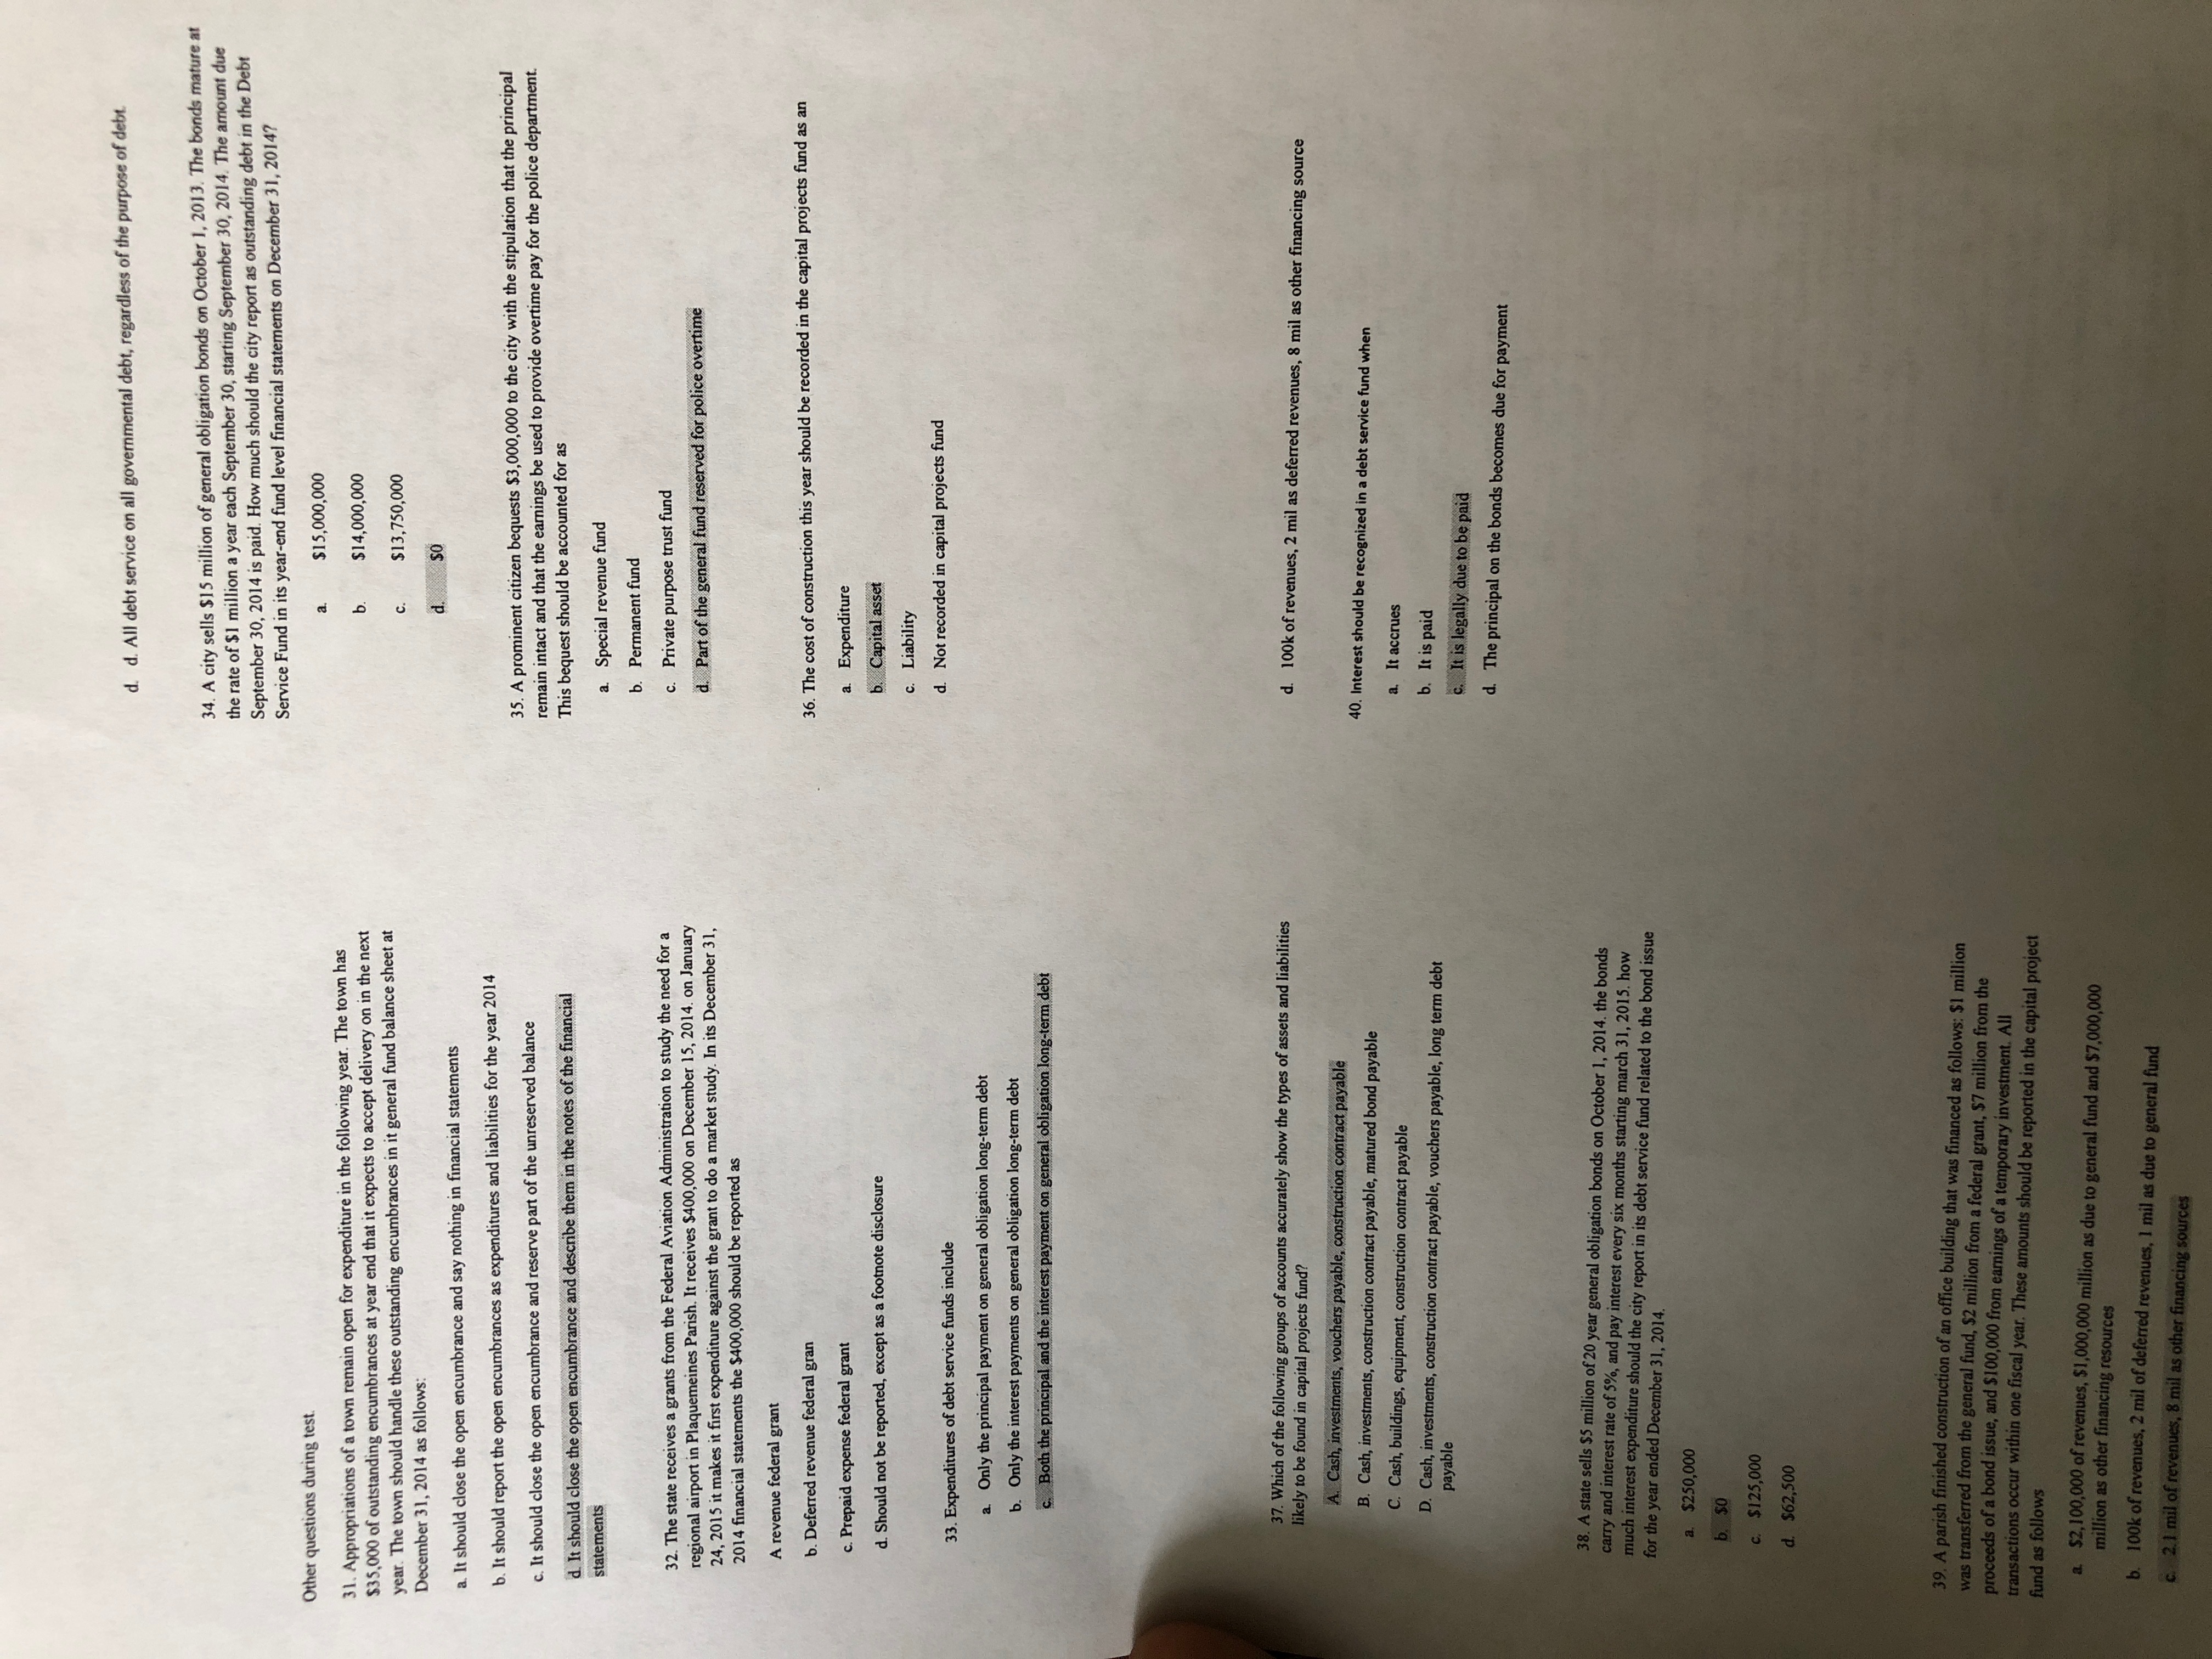 Other questions during test.
31. Appropriations of a town remain open for expenditure in the following year. The town has
$35,000 of outstanding encumbrances at year end that it expects to accept delivery on in the next
year. The town should handle these outstanding encumbrances in it general fund balance sheet at
December 31, 2014 as follows:
a. It should close the open encumbrance and say nothing in financial statements
b. It should report the open encumbrances as expenditures and liabilities for the year 2014
c. It should close the open encumbrance and reserve part of the unreserved balance
d. It should close the open encumbrance and describe them in the notes of the financial
statements
32. The state receives a grants from the Federal Aviation Administration to study the need for a
regional airport in Plaquemeines Parish. It receives $400,000 on December 15, 2014. on January
24, 2015 it makes it first expenditure against the grant to do a market study. In its December 31,
2014 financial statements the $400,000 should be reported as
A revenue federal grant
b. Deferred revenue federal gran
c. Prepaid expense federal grant
d. Should not be reported, except as a footnote disclosure
33. Expenditures of debt service funds include
a. Only the principal payment on general obligation long-term debt
b. Only the interest payments on general obligation long-term debt
c. Both the principal and the interest payment on general obligation long-term debt
d. d. All debt service on all governmental debt, regardless of the purpose of debt.
34. A city sells $15 million of general obligation bonds on October 1, 2013. The bonds mature at
the rate of $1 million a year each September 30, starting September 30, 2014. The amount due
September 30, 2014 is paid. How much should the city report as outstanding debt in the Debt
Service Fund in its year-end fund level financial statements on December 31, 2014?
a. $15,000,000
b. $14,000,000
c. $13,750,000
d. $0
35. A prominent citizen bequests $3,000,000 to the city with the stipulation that the principal
remain intact and that the earnings be used to provide overtime pay for the police department.
This bequest should be accounted for as
a. Special revenue fund
b. Permanent fund
c. Private purpose trust fund
d. Part of the general fund reserved for police overtime
36. The cost of construction this year should be recorded in the capital projects fund as an
a. Expenditure
b. Capital asset
c. Liability
d. Not recorded in capital projects fund
37. Which of the following groups of accounts accurately show the types of assets and liabilities
likely to be found in capital projects fund?
A. Cash, investments, vouchers payable, construction contract payable
B. Cash, investments, construction contract payable, matured bond payable
C. Cash, buildings, equipment, construction contract payable
D. Cash, investments, construction contract payable, vouchers payable, long term debt
payable
38. A state sells $5 million of 20 year general obligation bonds on October 1, 2014. the bonds
carry and interest rate of 5%, and pay interest every six months starting march 31, 2015. how
much interest expenditure should the city report in its debt service fund related to the bond issue
for the year ended December 31, 2014.
a. $250,000
b. $0
c. $125,000
d. $62,500
39. A parish finished construction of an office building that was financed as follows: $1 million
was transferred from the general fund, $2 million from a federal grant, $7 million from the
proceeds of a bond issue, and $100,000 from earnings of a temporary investment. All
transactions occur within one fiscal year. These amounts should be reported in the capital project
fund as follows
a. $2,100,000 of revenues, $1,000,000 million as due to general fund and $7,000,000
million as other financing resources
b. 100k of revenues, 2 mil of deferred revenues, 1 mil as due to general fund
c. 2.1 mil of revenues, 8 mil as other financing sources
d. 100k of revenues, 2 mil as deferred revenues, 8 mil as other financing source
40. Interest should be recognized in a debt service fund when
a. It accrues
b. It is paid
c. It is legally due to be paid
d. The principal on the bonds becomes due for payment